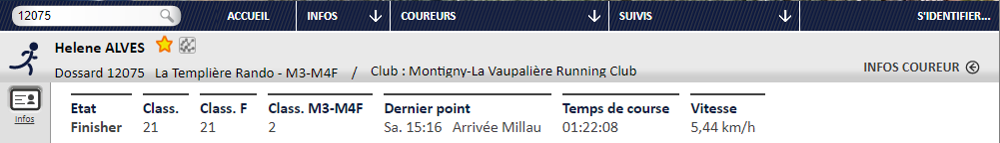 12075 ACCUEIL INFOS COUREURS SUIVIS S'IDENTIFIER...
Helene ALVES
Dossard 12075 La Templière Rando - M3-M4F / Club : Montigny-La Vaupalière Running Club
INFOS COUREUR
Infos
Etat Class. Class. F Class. M3-M4F Dernier point Temps de course Vitesse
Finisher 21 21 2 Sa. 15:16 Arrivée Millau 01:22:08 5,44 km/h